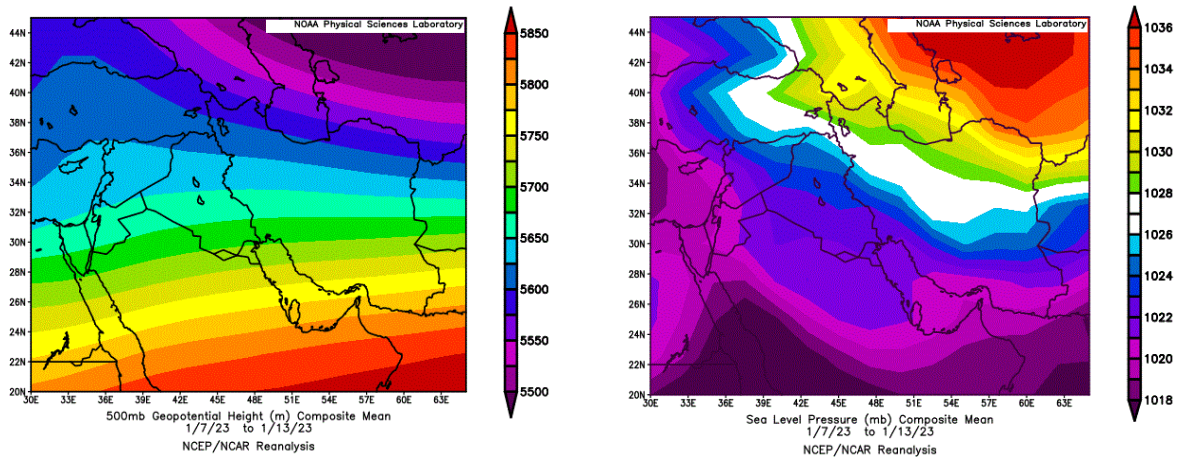 NOAA Physical Sciences Laboratory
44N
42N
40N
38N
36N
34N
32N
30N
28N
26N
24N
22N
20N
30E 33E 36E 39E 42E 45E 48E 51E 54E 57E 60E 63E
5850
5800
5750
5700
5650
5600
5550
5500
500mb Geopotential Height (m) Composite Mean
1/7/23 to 1/13/23
NCEP/NCAR Reanalysis
NOAA Physical Sciences Laboratory
44N
42N
40N
38N
36N
34N
32N
30N
28N
26N
24N
22N
20N
30E 33E 36E 39E 42E 45E 48E 51E 54E 57E 60E 63E
1036
1034
1032
1030
1028
1026
1024
1022
1020
1018
Sea Level Pressure (mb) Composite Mean
1/7/23 to 1/13/23
NCEP/NCAR Reanalysis